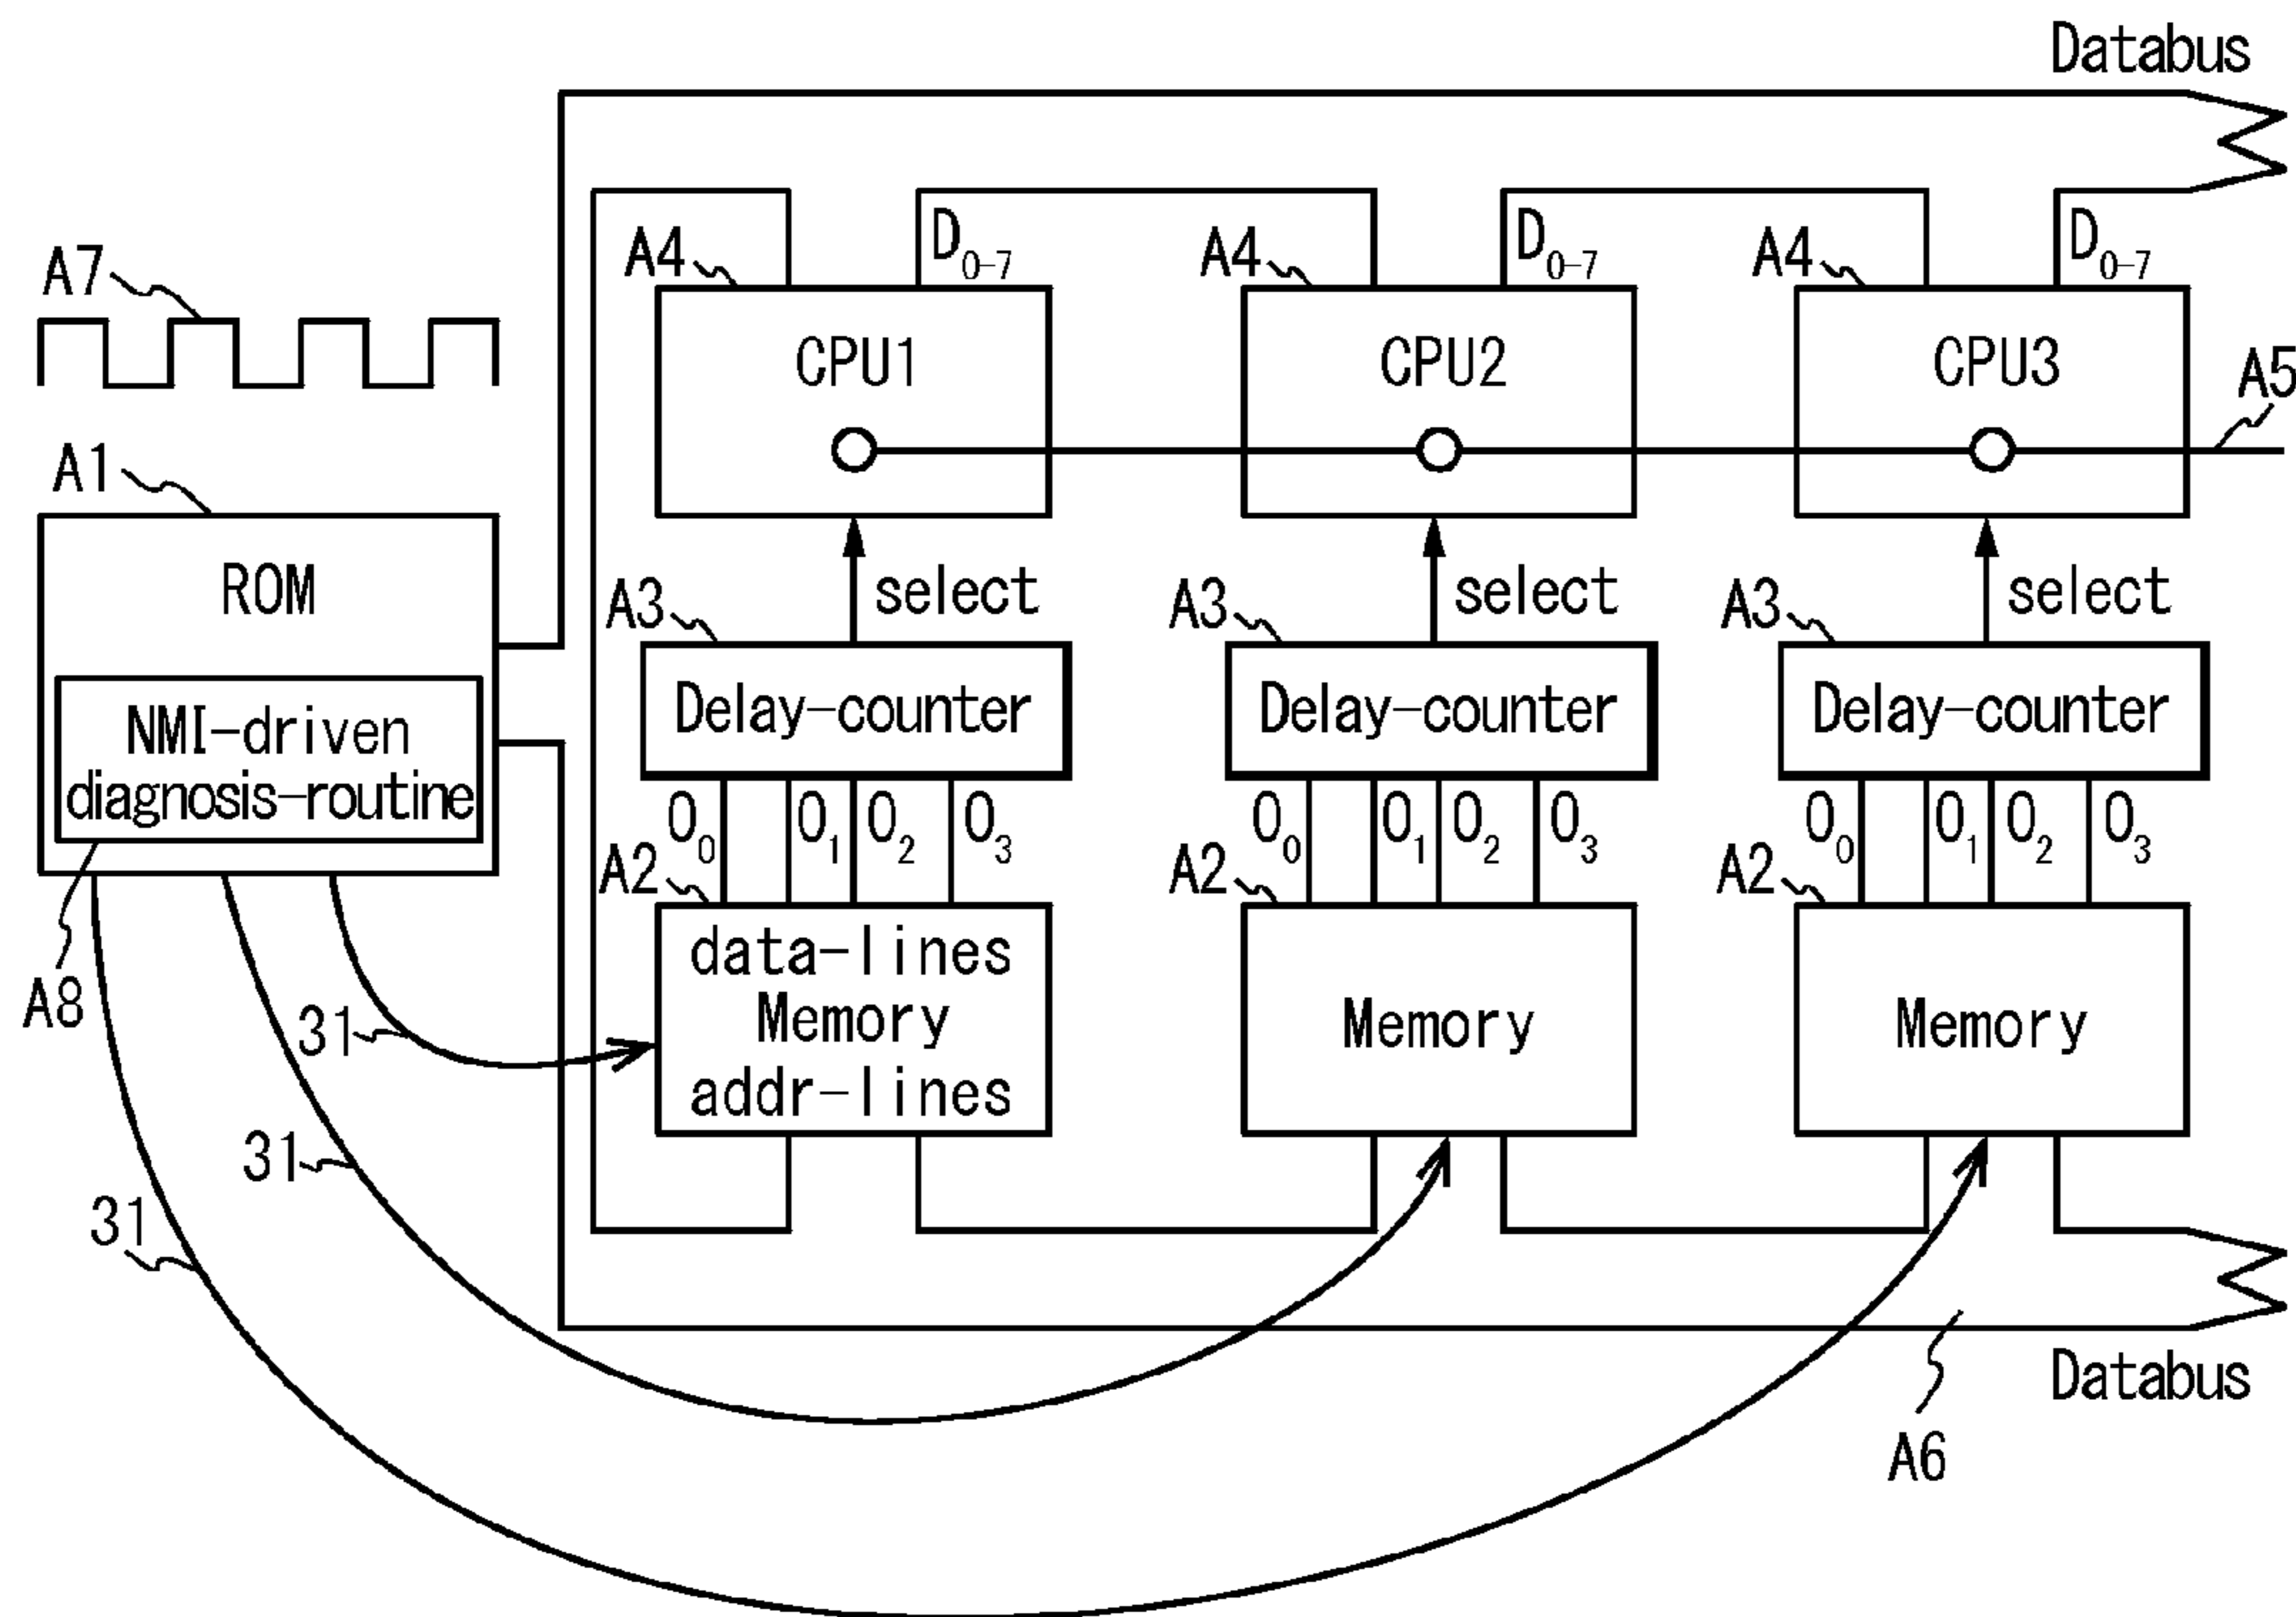 Databus
A7
A4
D0-7
A4
D0-7
A4
D0-7
CPU1
CPU2
CPU3
A5
A1
ROM
NMI-driven
diagnosis-routine
A8
A3
select
A3
select
A3
select
Delay-counter
Delay-counter
Delay-counter
O0
O1
O2
O3
O0
O1
O2
O3
O0
O1
O2
O3
A2
A2
A2
data-lines
Memory
addr-lines
Memory
Memory
31
31
31
Databus
A6